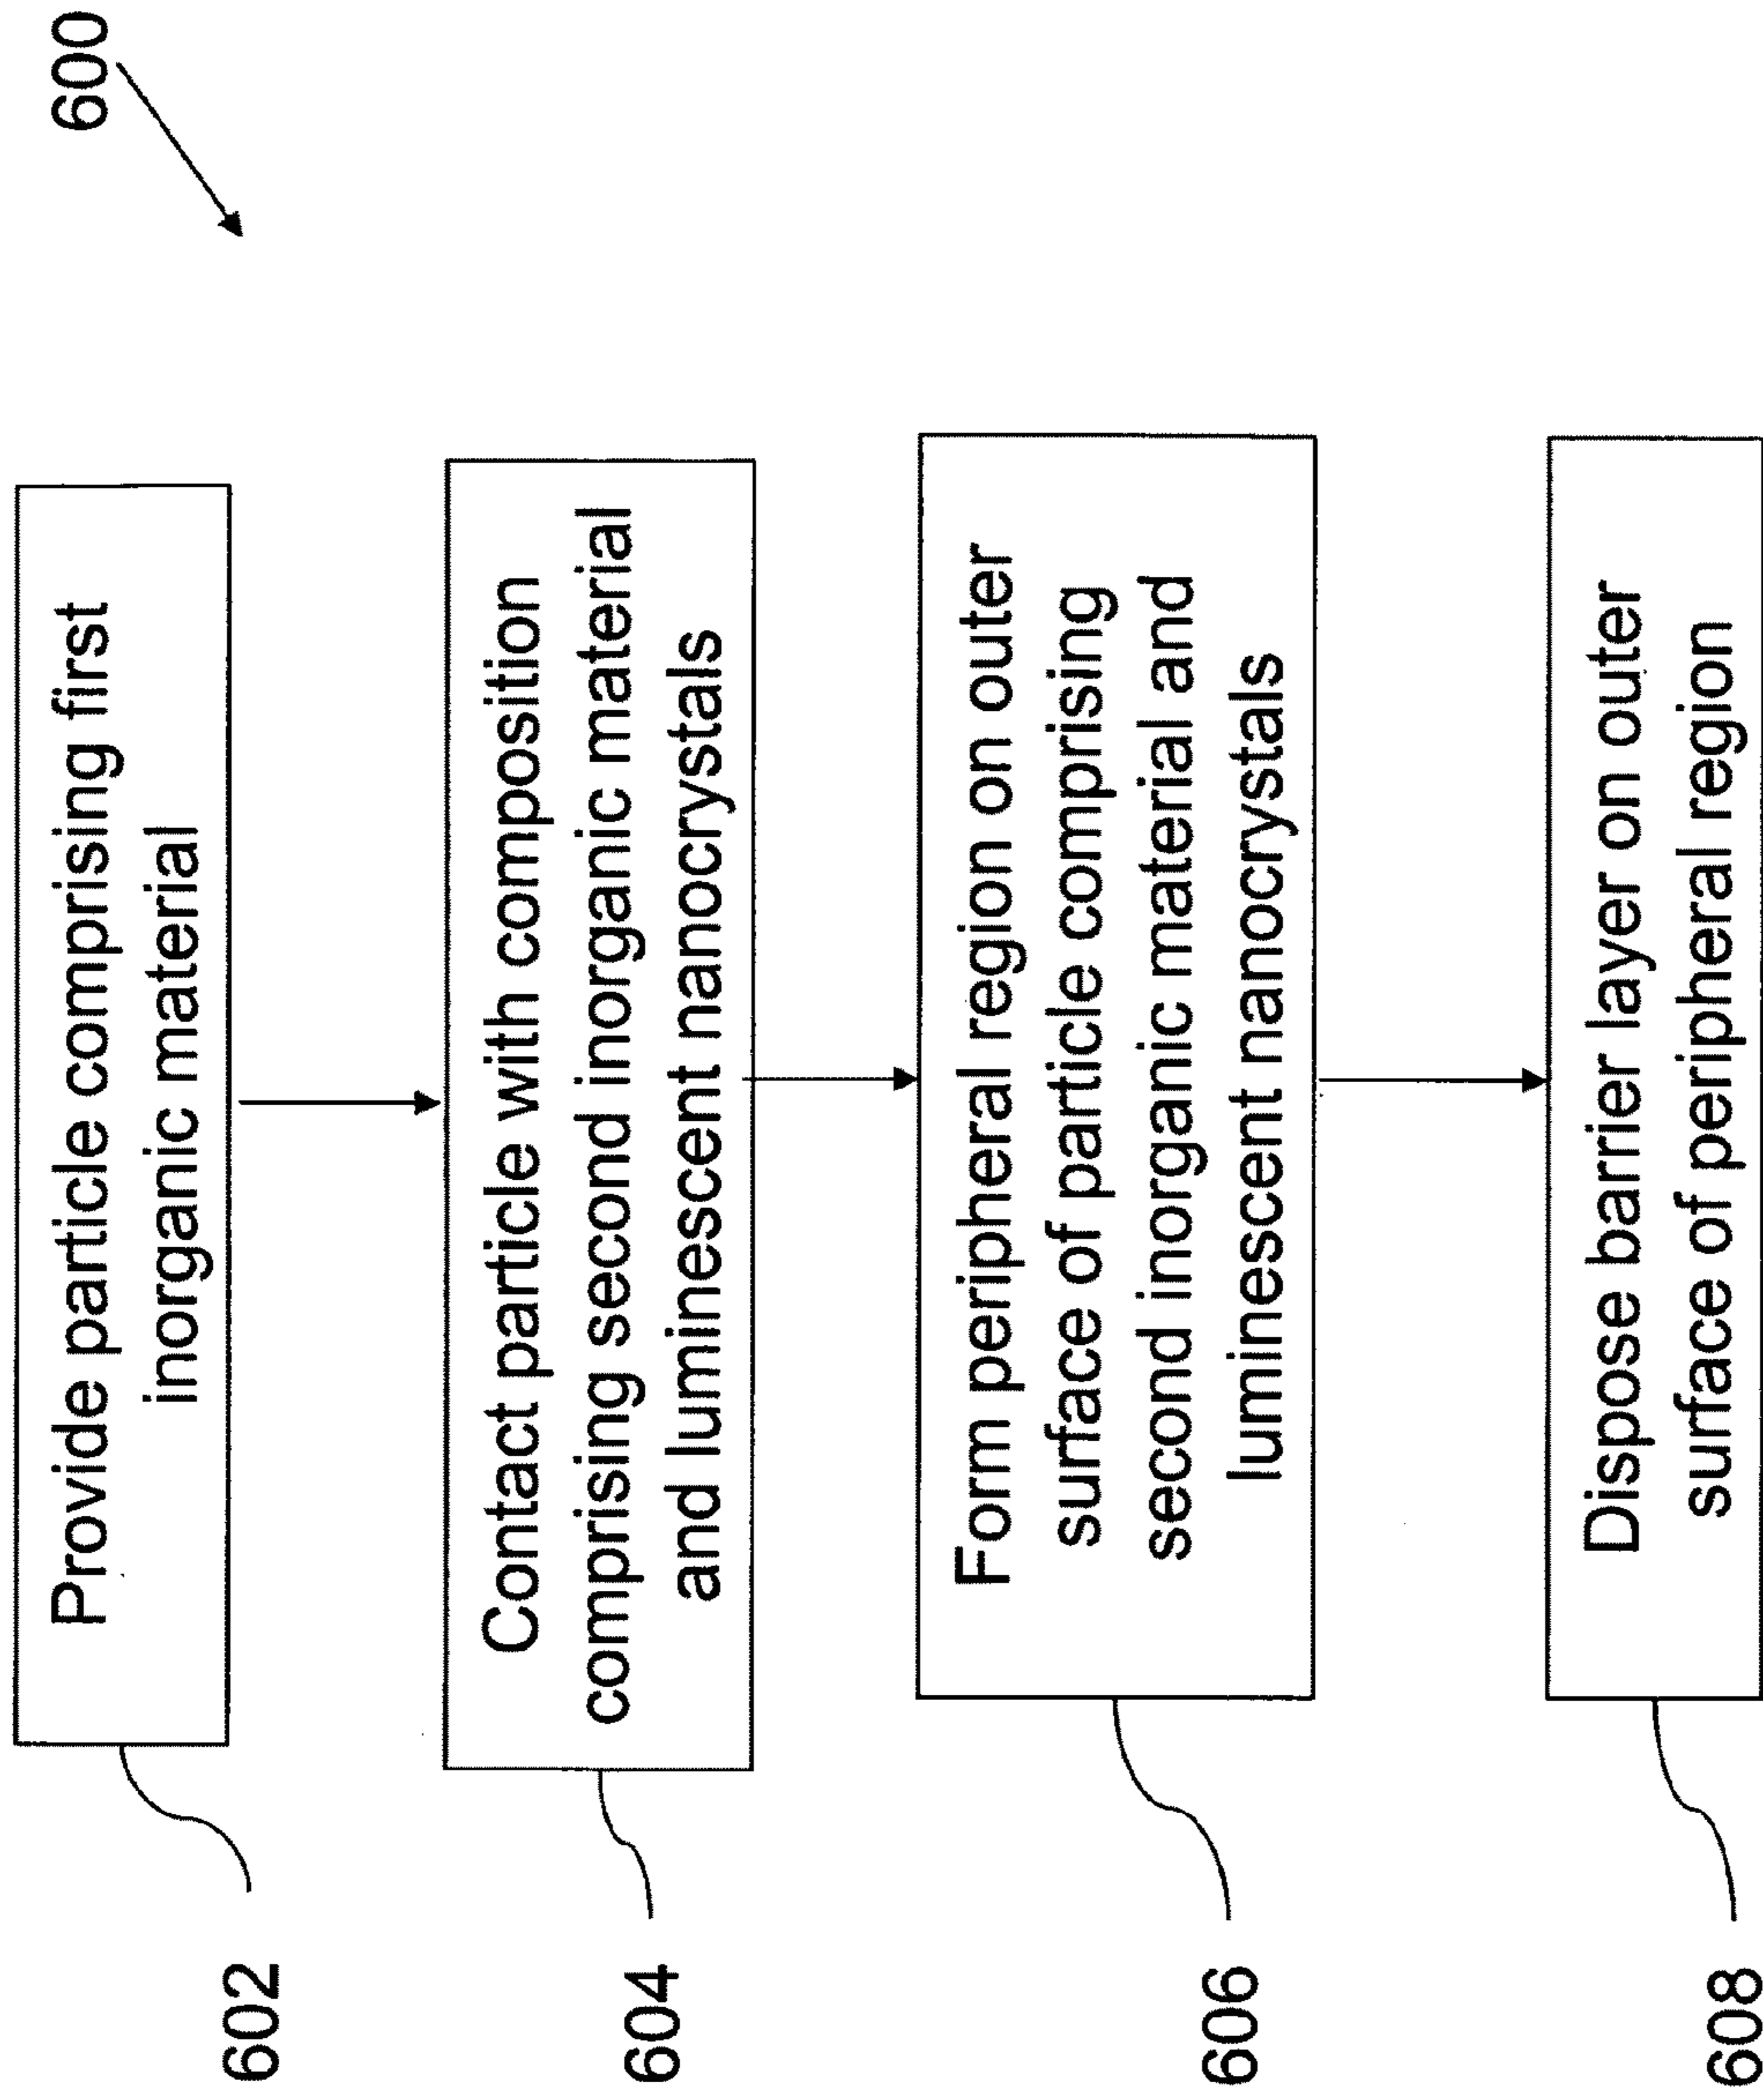 600
602
Provide particle comprising first
inorganic material
604
Contact particle with composition
comprising second inorganic material
and luminescent nanocrystals
606
Form peripheral region on outer
surface of particle comprising
second inorganic material and
luminescent nanocrystals
608
Dispose barrier layer on outer
surface of peripheral region